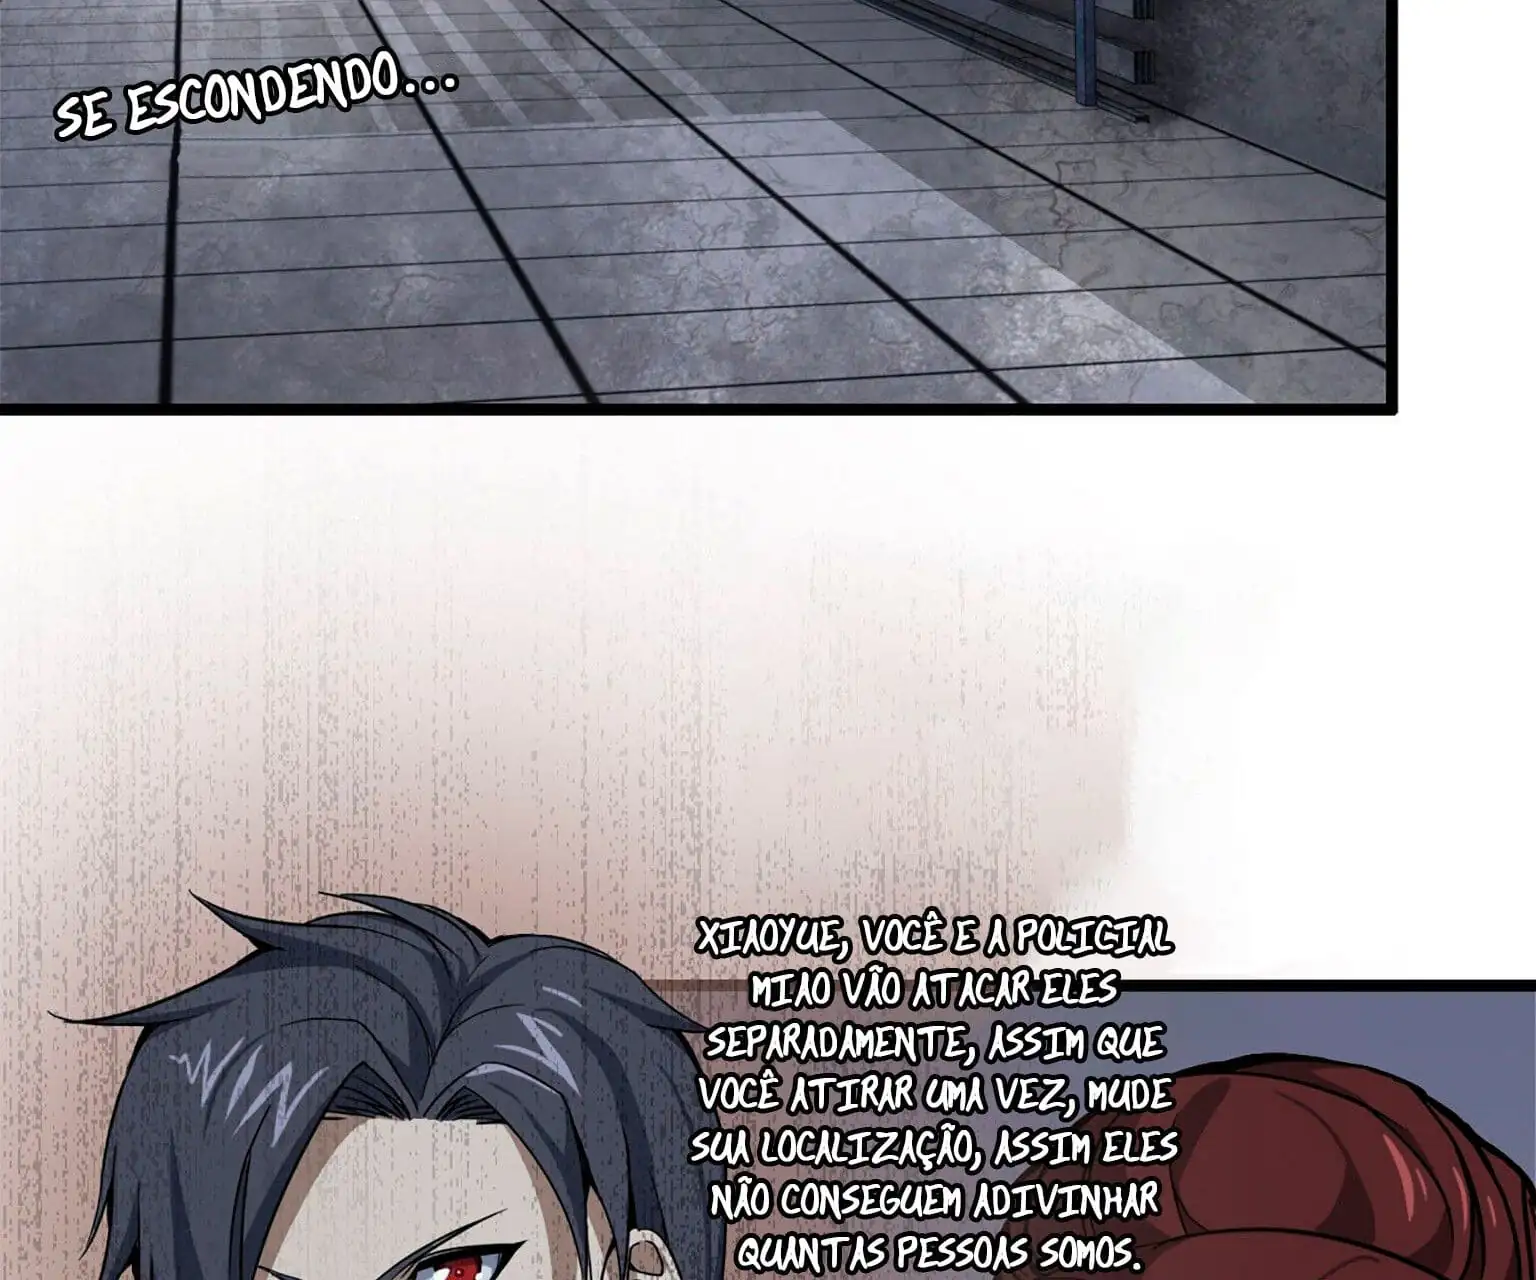 SE ESCONDENDO...
XIAOYUE, VOCÊ E A POLICIAL
MIAO VÃO ATACAR ELES
SEPARADAMENTE, ASSIM QUE
VOCÊ ATIRAR UMA VEZ, MUDE
SUA LOCALIZAÇÃO, ASSIM ELES
NÃO CONSEGUEM ADIVINHAR
QUANTAS PESSOAS SOMOS.